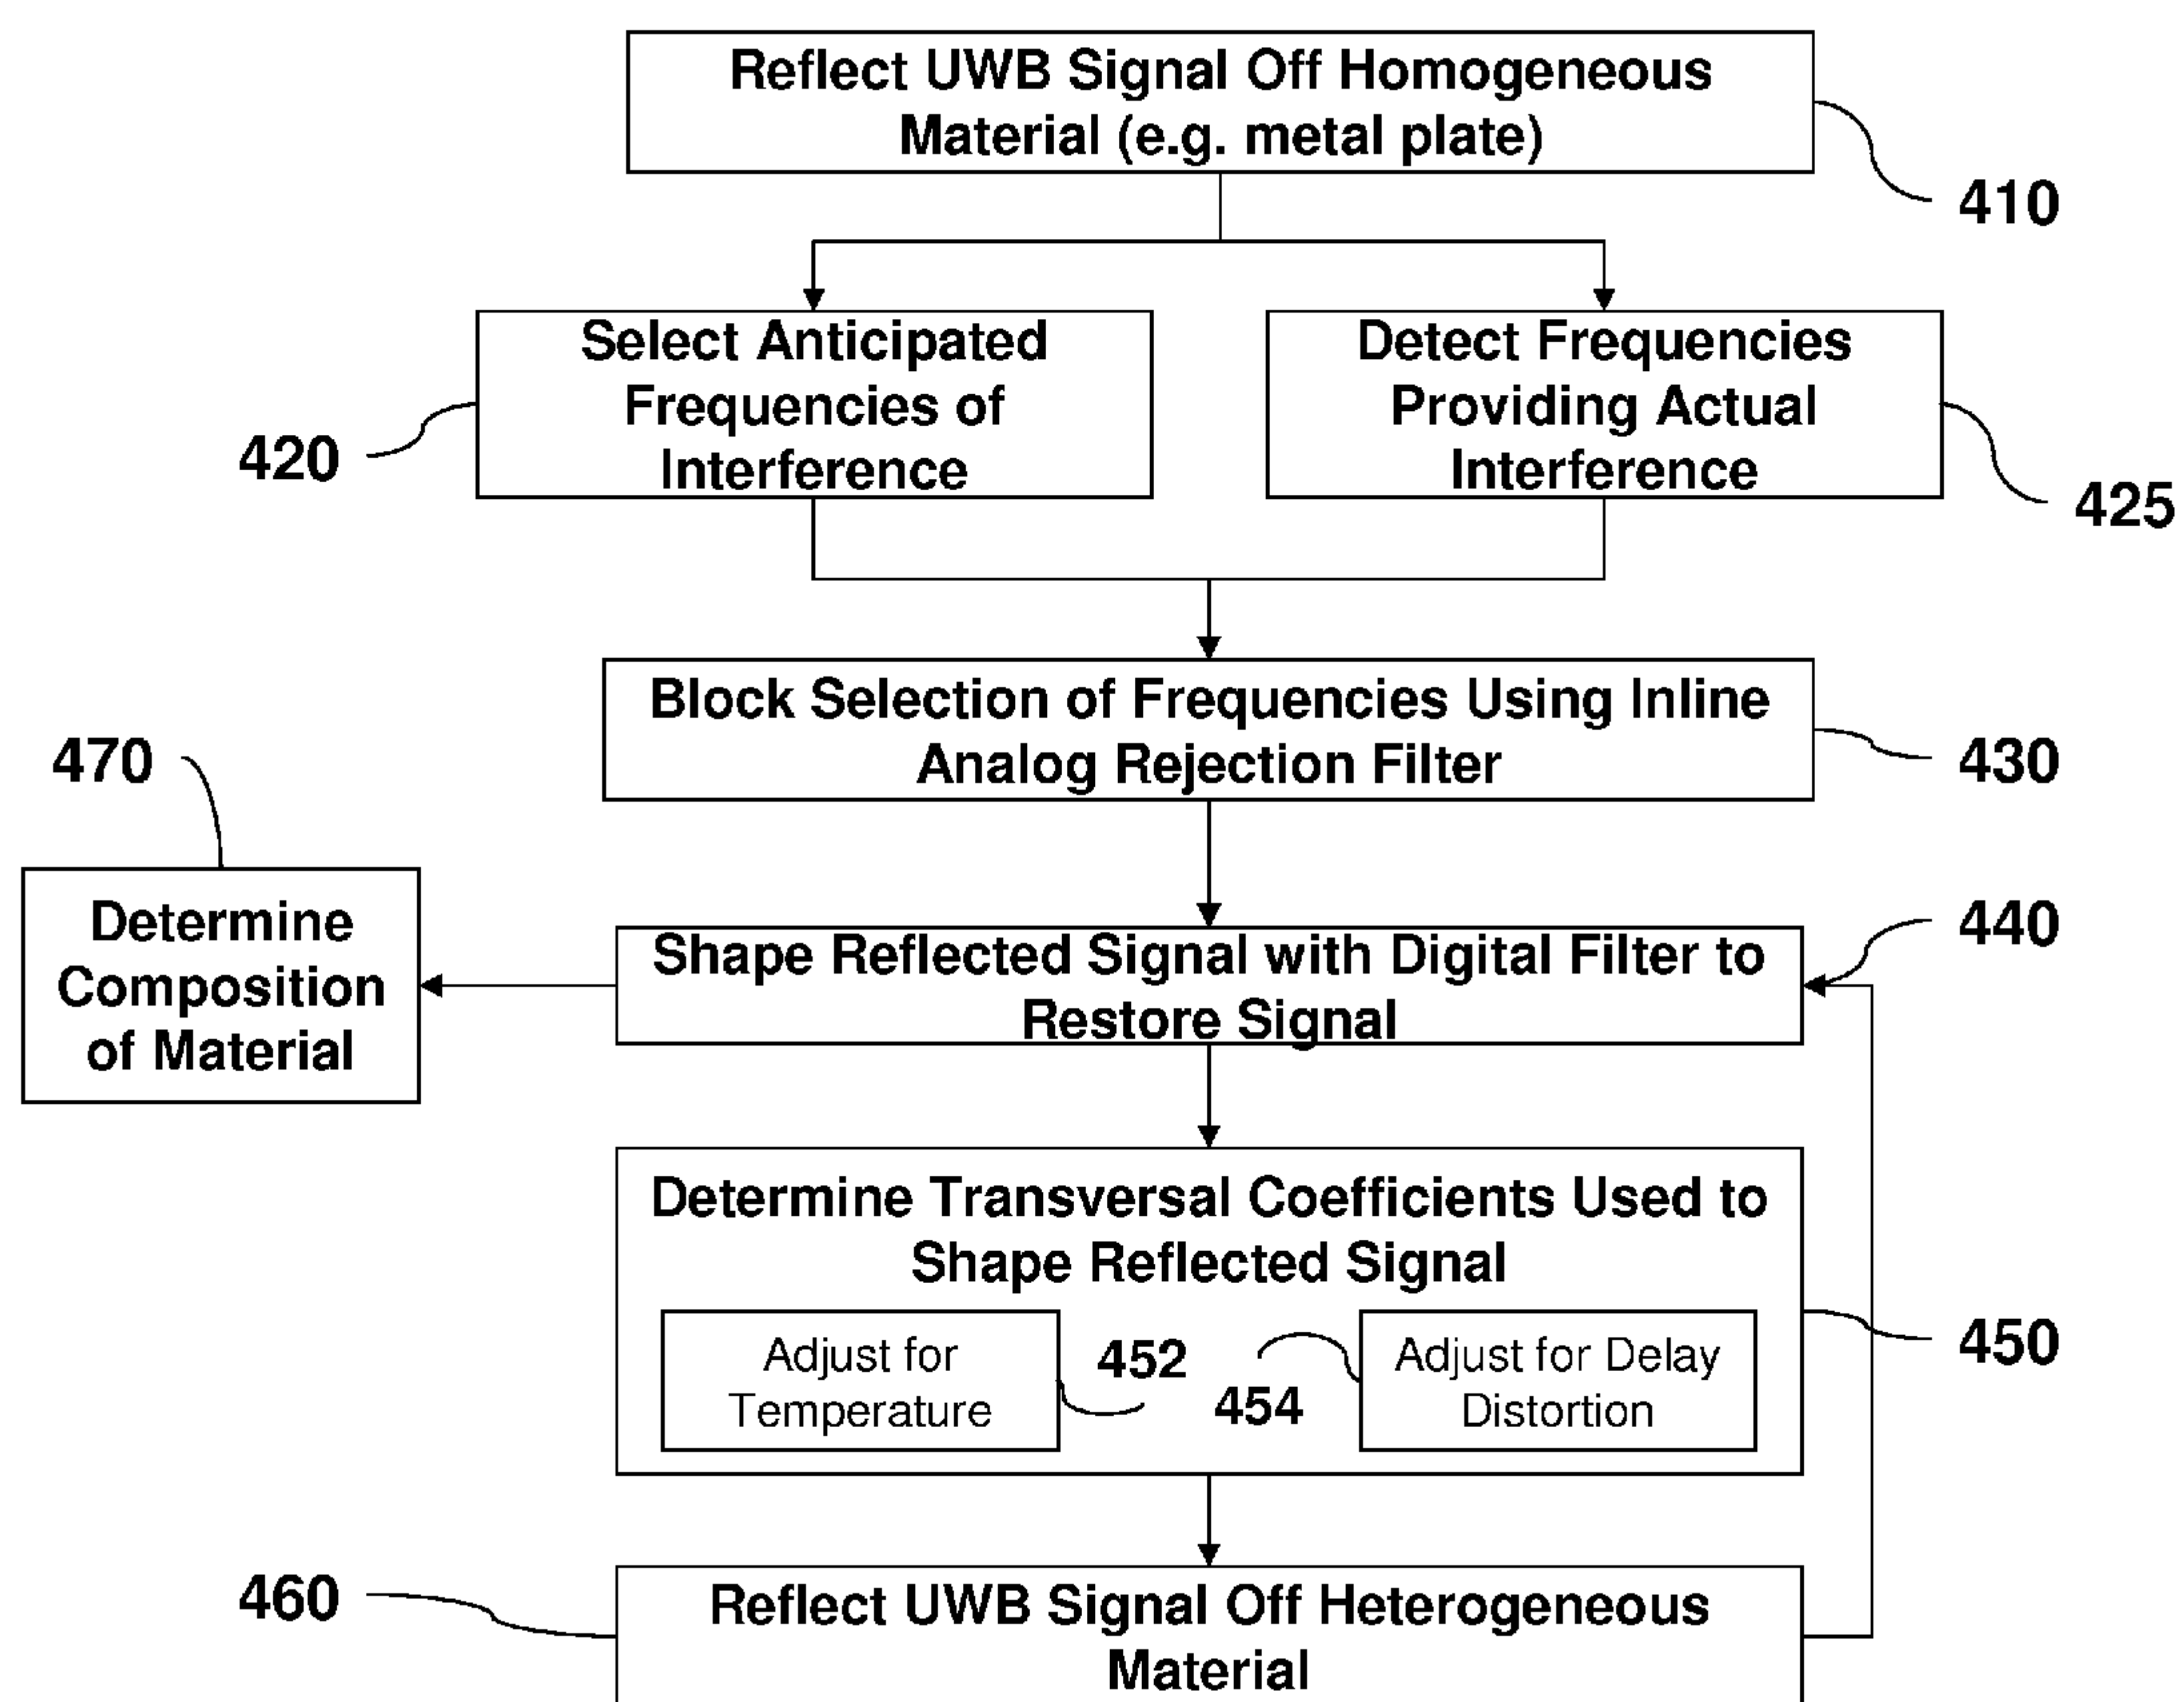 Reflect UWB Signal Off Homogeneous
Material (e.g. metal plate)
410
Select Anticipated
Frequencies of
Interference
420
Detect Frequencies
Providing Actual
Interference
425
Block Selection of Frequencies Using Inline
Analog Rejection Filter
430
470
Determine
Composition
of Material
440
Shape Reflected Signal with Digital Filter to
Restore Signal
Determine Transversal Coefficients Used to
Shape Reflected Signal
450
Adjust for
Temperature
452
454
Adjust for Delay
Distortion
460
Reflect UWB Signal Off Heterogeneous
Material